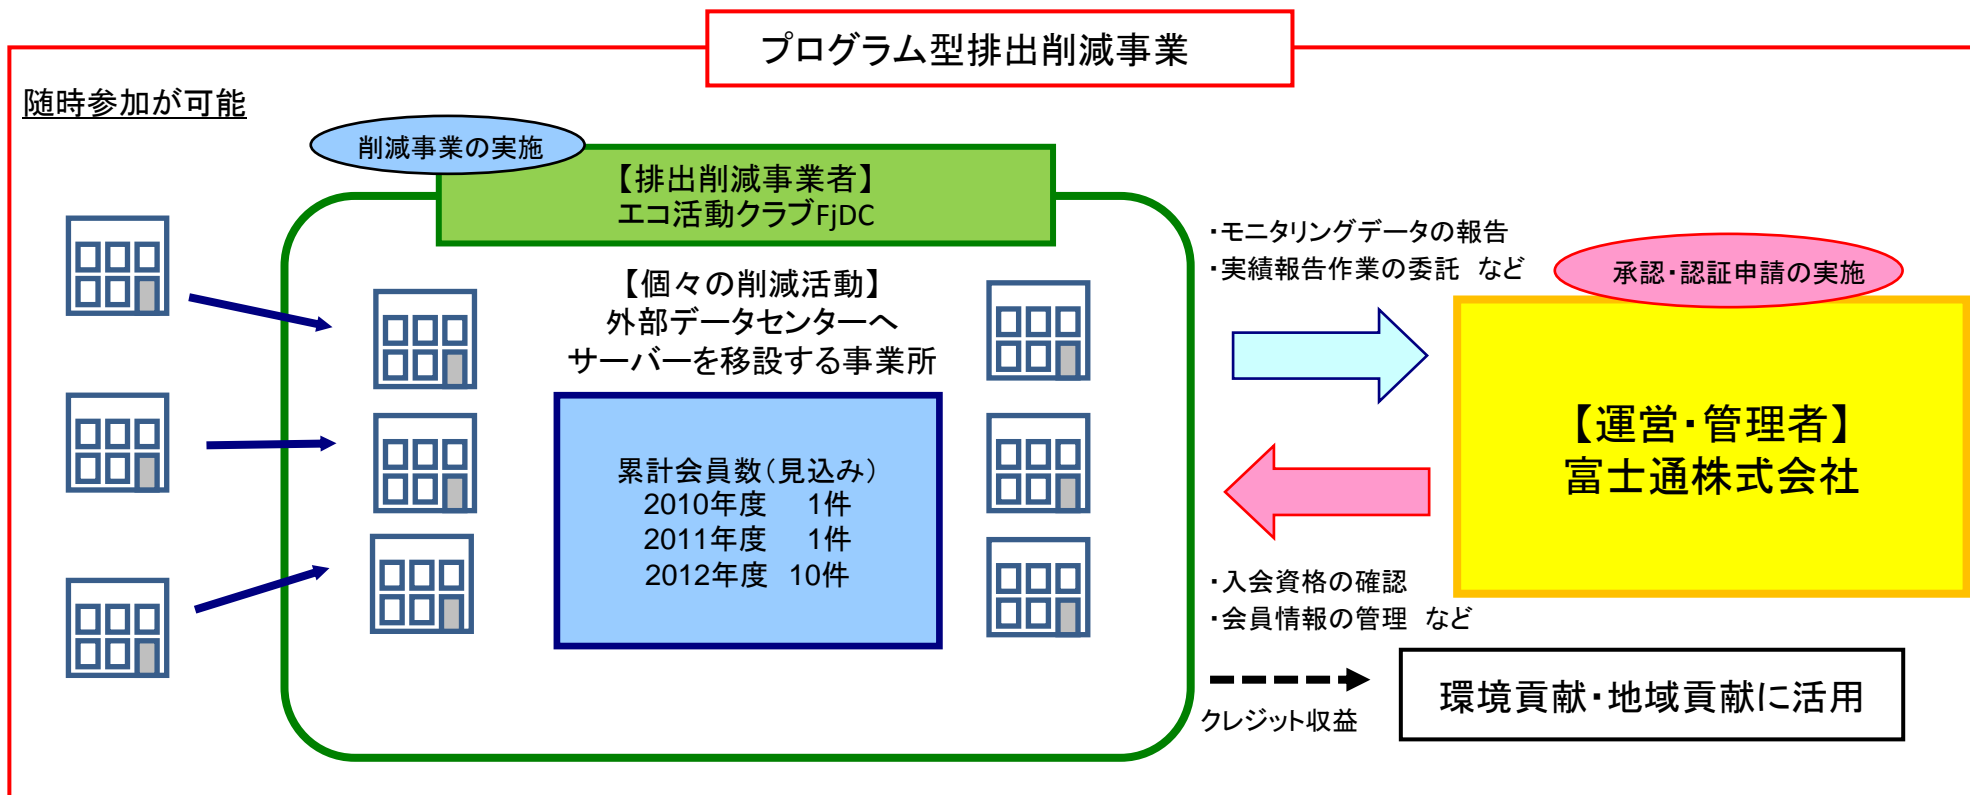 プログラム型排出削減事業
随時参加が可能
削減事業の実施
【排出削減事業者】
エコ活動クラブFjDC
【個々の削減活動】
外部データセンターへ
サーバーを移設する事業所
累計会員数（見込み）
2010年度　1件
2011年度　1件
2012年度　10件
・モニタリングデータの報告
・実績報告作業の委託　など
承認・認証申請の実施
【運営・管理者】
富士通株式会社
・入会資格の確認
・会員情報の管理　など
クレジット収益
環境貢献・地域貢献に活用